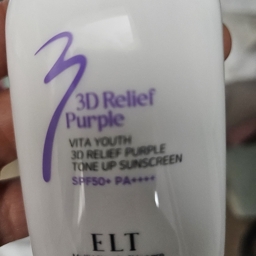 3D Relief
Purple
VITA YOUTH
3D RELIEF PURPLE
TONE UP SUNSCREEN
SPF50+ PA++++
ELT